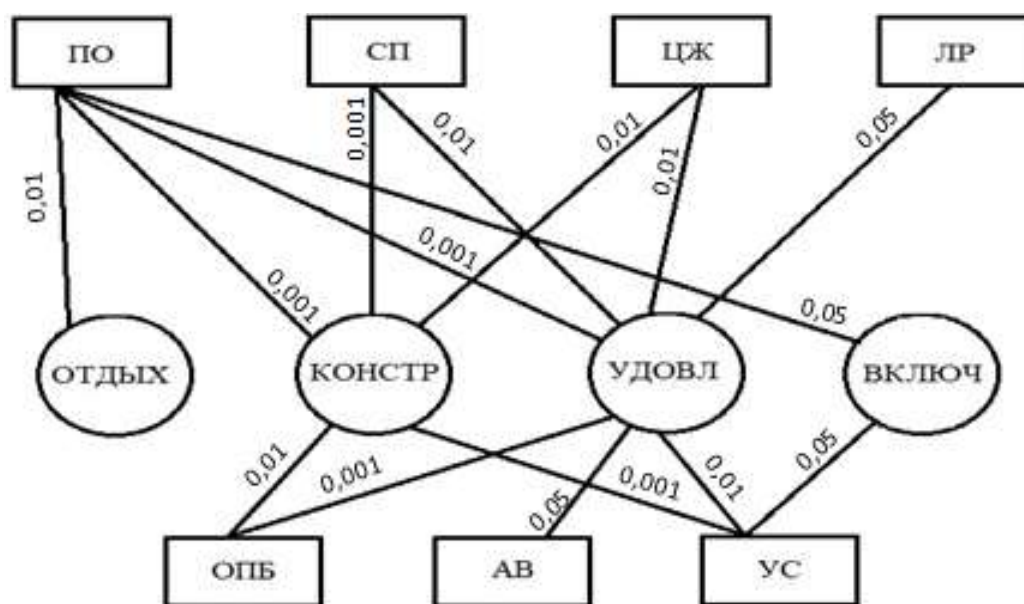 ПО
СП
ЦЖ
ЛР
0,01
0,001
0,001
0,01
0,001
0,01
0,01
0,05
0,05
ОТДЫХ
КОНСТР
УДОВЛ
ВКЛЮЧ
0,01
0,001
0,05
0,001
0,01
0,05
ОПБ
АВ
УС